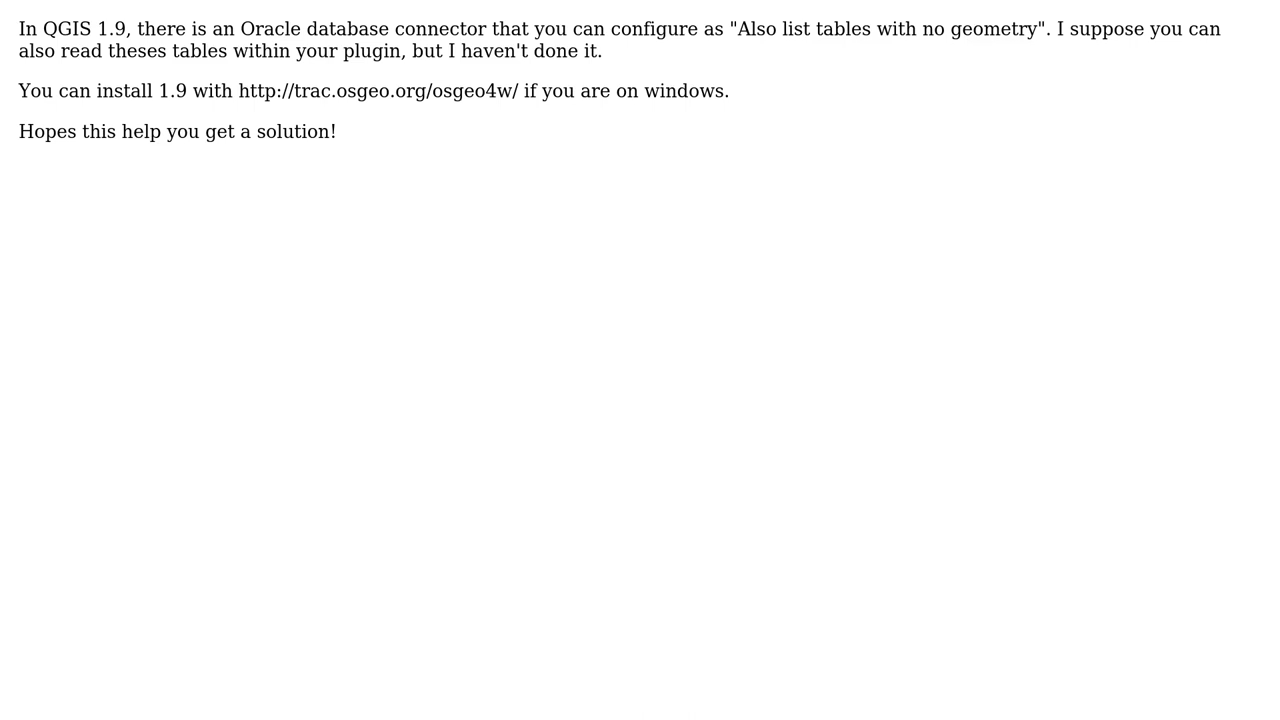 In QGIS 1.9, there is an Oracle database connector that you can configure as "Also list tables with no geometry". I suppose you can
also read theses tables within your plugin, but I haven't done it.
You can install 1.9 with http://trac.osgeo.org/osgeo4w/ if you are on windows.
Hopes this help you get a solution!